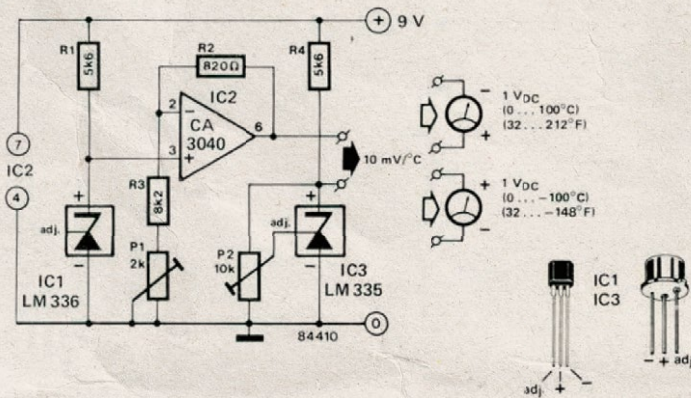 + 9 V
R1
5k6
R2
820Ω
R4
5k6
IC2
2
−
CA
3040
6
3
+
7
IC2
4
10 mV/°C
R3
8k2
+
adj.
−
IC1
LM 336
P1
2k
P2
10k
+
adj.
−
IC3
LM 335
84410
0
−
1 VDC
(0 ... 100°C)
(32 ... 212°F)
+
+
1 VDC
(0 ... −100°C)
(32 ... −148°F)
−
IC1
IC3
adj. + −
− + adj.